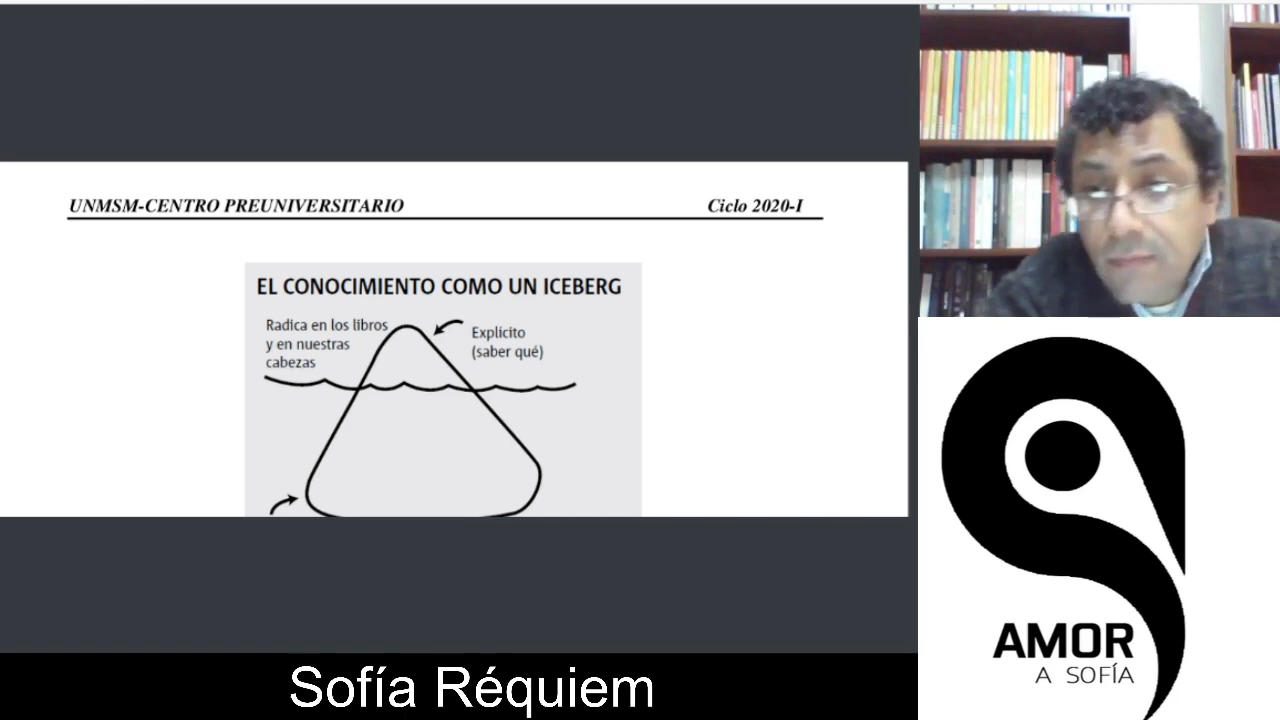 UNMSM-CENTRO PREUNIVERSITARIO
Ciclo 2020-I
EL CONOCIMIENTO COMO UN ICEBERG
Radica en los libros
y en nuestras
cabezas
Explícito
(saber qué)
AMOR
A SOFÍA
Sofía Réquiem